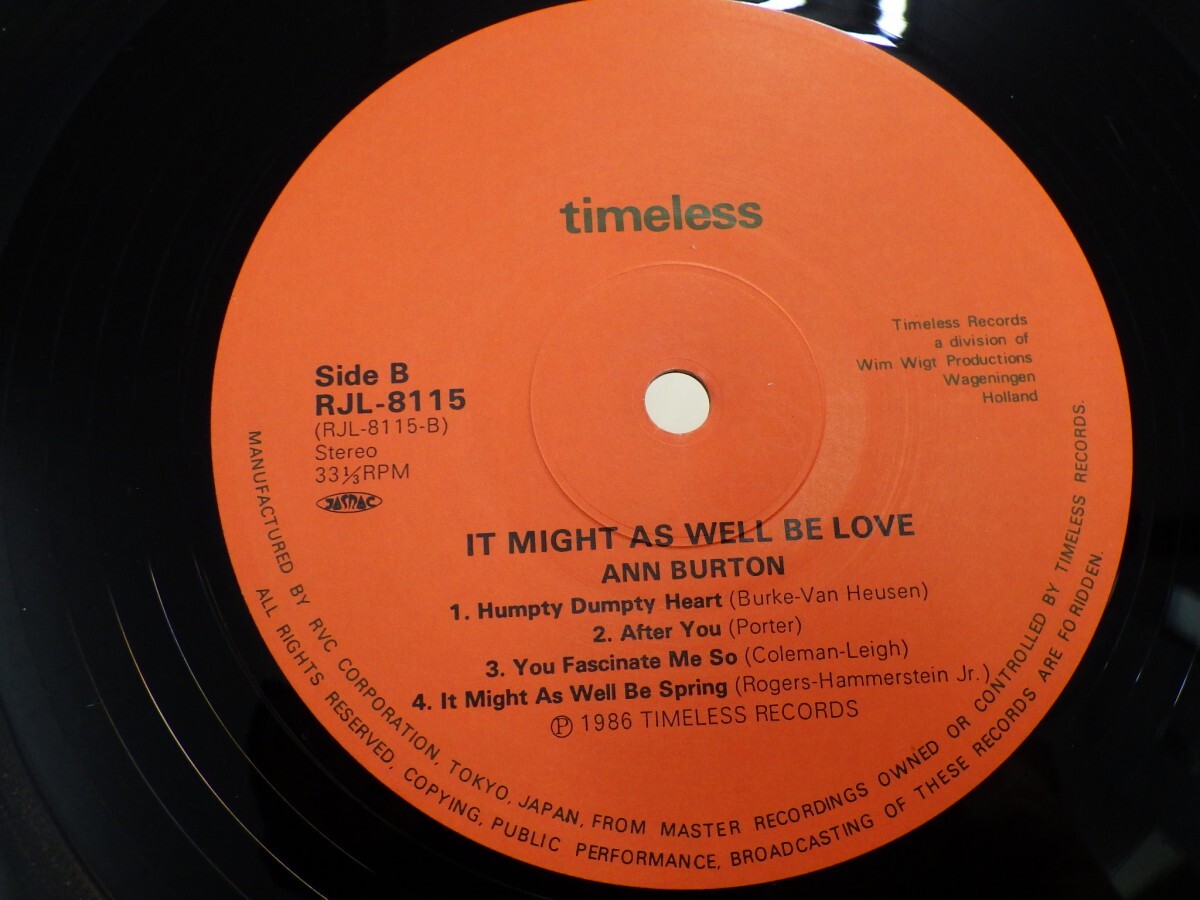 timeless
Timeless Records
a division of
Wim Wigt Productions
Wageningen
Holland
Side B
RJL-8115
(RJL-8115-B)
Stereo
33⅓RPM
JASRAC
IT MIGHT AS WELL BE LOVE
ANN BURTON
1. Humpty Dumpty Heart (Burke-Van Heusen)
2. After You (Porter)
3. You Fascinate Me So (Coleman-Leigh)
4. It Might As Well Be Spring (Rogers-Hammerstein Jr.)
Ⓟ 1986 TIMELESS RECORDS
MANUFACTURED BY RVC CORPORATION, TOKYO, JAPAN, FROM MASTER RECORDINGS OWNED OR CONTROLLED BY TIMELESS RECORDS.
ALL RIGHTS RESERVED, COPYING, PUBLIC PERFORMANCE, BROADCASTING OF THESE RECORDS ARE FORIDDEN.